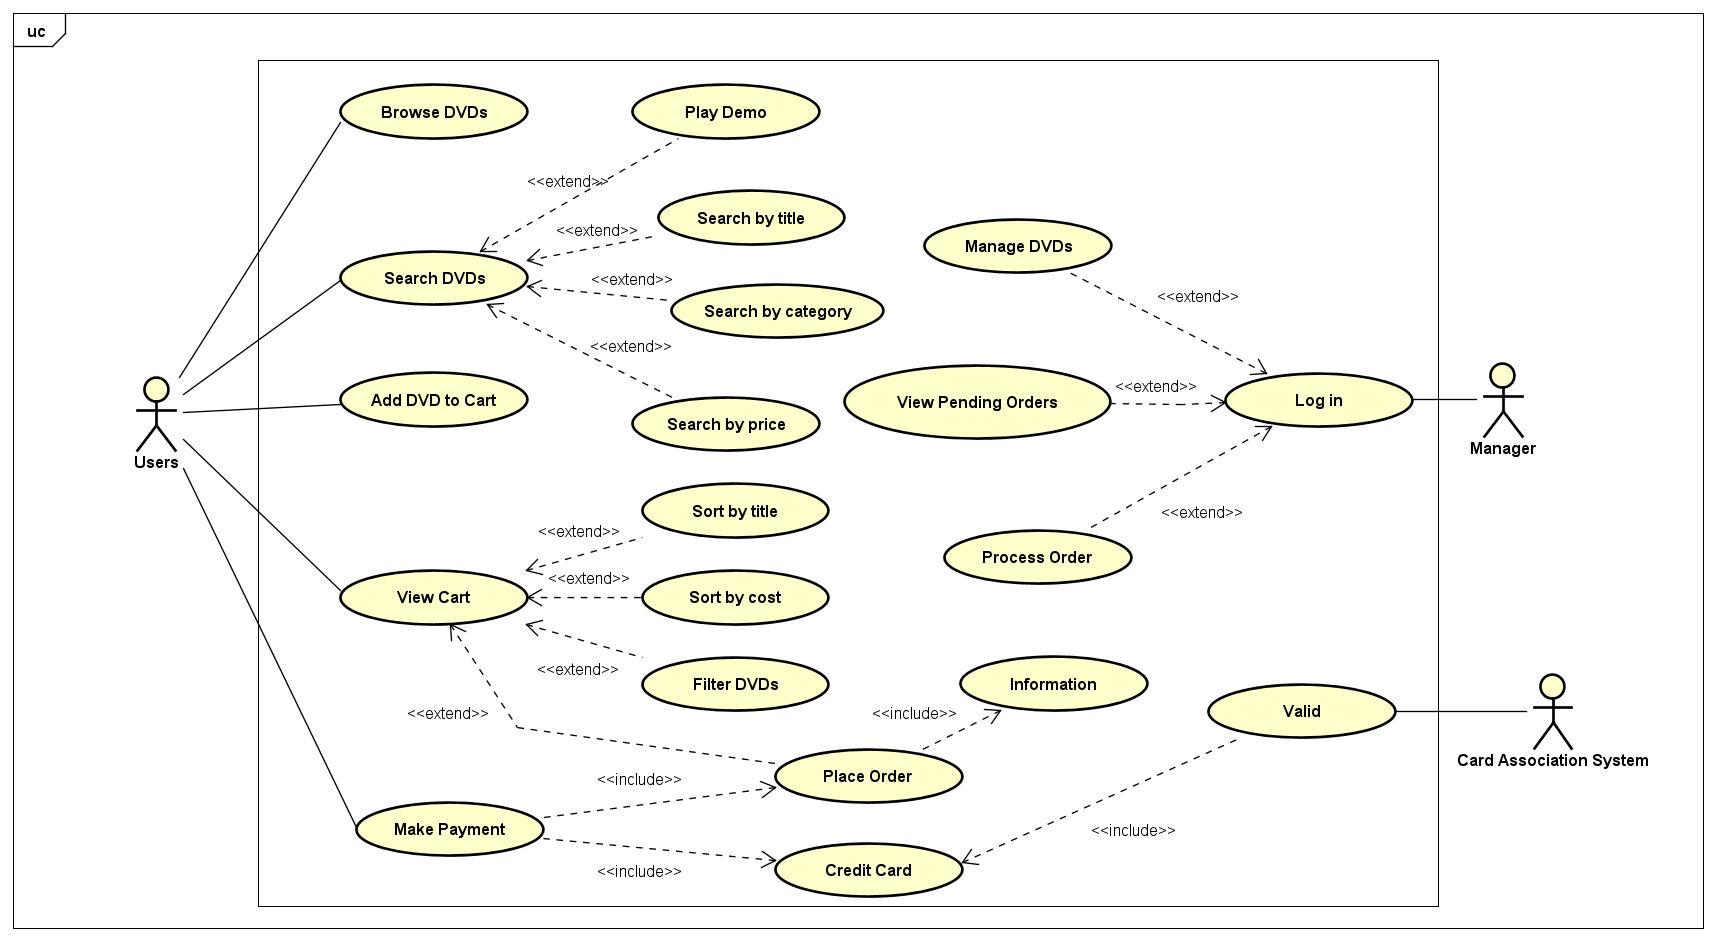 uc
Browse DVDs
Play Demo
<<extend>>
Search by title
<<extend>>
Manage DVDs
Search DVDs
<<extend>>
Search by category
<<extend>>
<<extend>>
View Pending Orders
<<extend>>
Log in
Add DVD to Cart
Search by price
Users
Manager
Sort by title
<<extend>>
<<extend>>
Process Order
<<extend>>
View Cart
Sort by cost
<<extend>>
Filter DVDs
Information
<<extend>>
<<include>>
Valid
Card Association System
Place Order
<<include>>
Make Payment
<<include>>
<<include>>
Credit Card